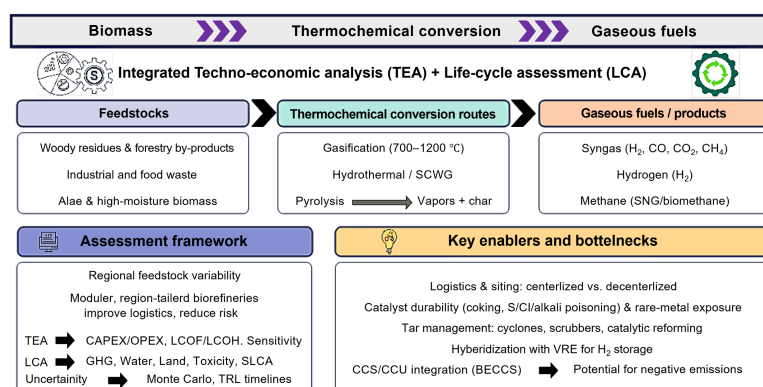 Biomass
Thermochemical conversion
Gaseous fuels
Integrated Techno-economic analysis (TEA) + Life-cycle assessment (LCA)
Feedstocks
Woody residues & forestry by-products
Industrial and food waste
Alae & high-moisture biomass
Thermochemical conversion routes
Gasification (700–1200 ℃)
Hydrothermal / SCWG
Pyrolysis Vapors + char
Gaseous fuels / products
Syngas (H₂, CO, CO₂, CH₄)
Hydrogen (H₂)
Methane (SNG/biomethane)
Assessment framework
Regional feedstock variability
Moduler, region-tailerd biorefineries
improve logistics, reduce risk
TEA CAPEX/OPEX, LCOF/LCOH. Sensitivity
LCA GHG, Water, Land, Toxicity, SLCA
Uncertainty Monte Carlo, TRL timelines
Key enablers and bottelnecks
Logistics & siting: centerlized vs. decenterlized
Catalyst durability (coking, S/Cl/alkali poisoning) & rare-metal exposure
Tar management: cyclones, scrubbers, catalytic reforming
Hyberidization with VRE for H₂ storage
CCS/CCU integration (BECCS) Potential for negative emissions